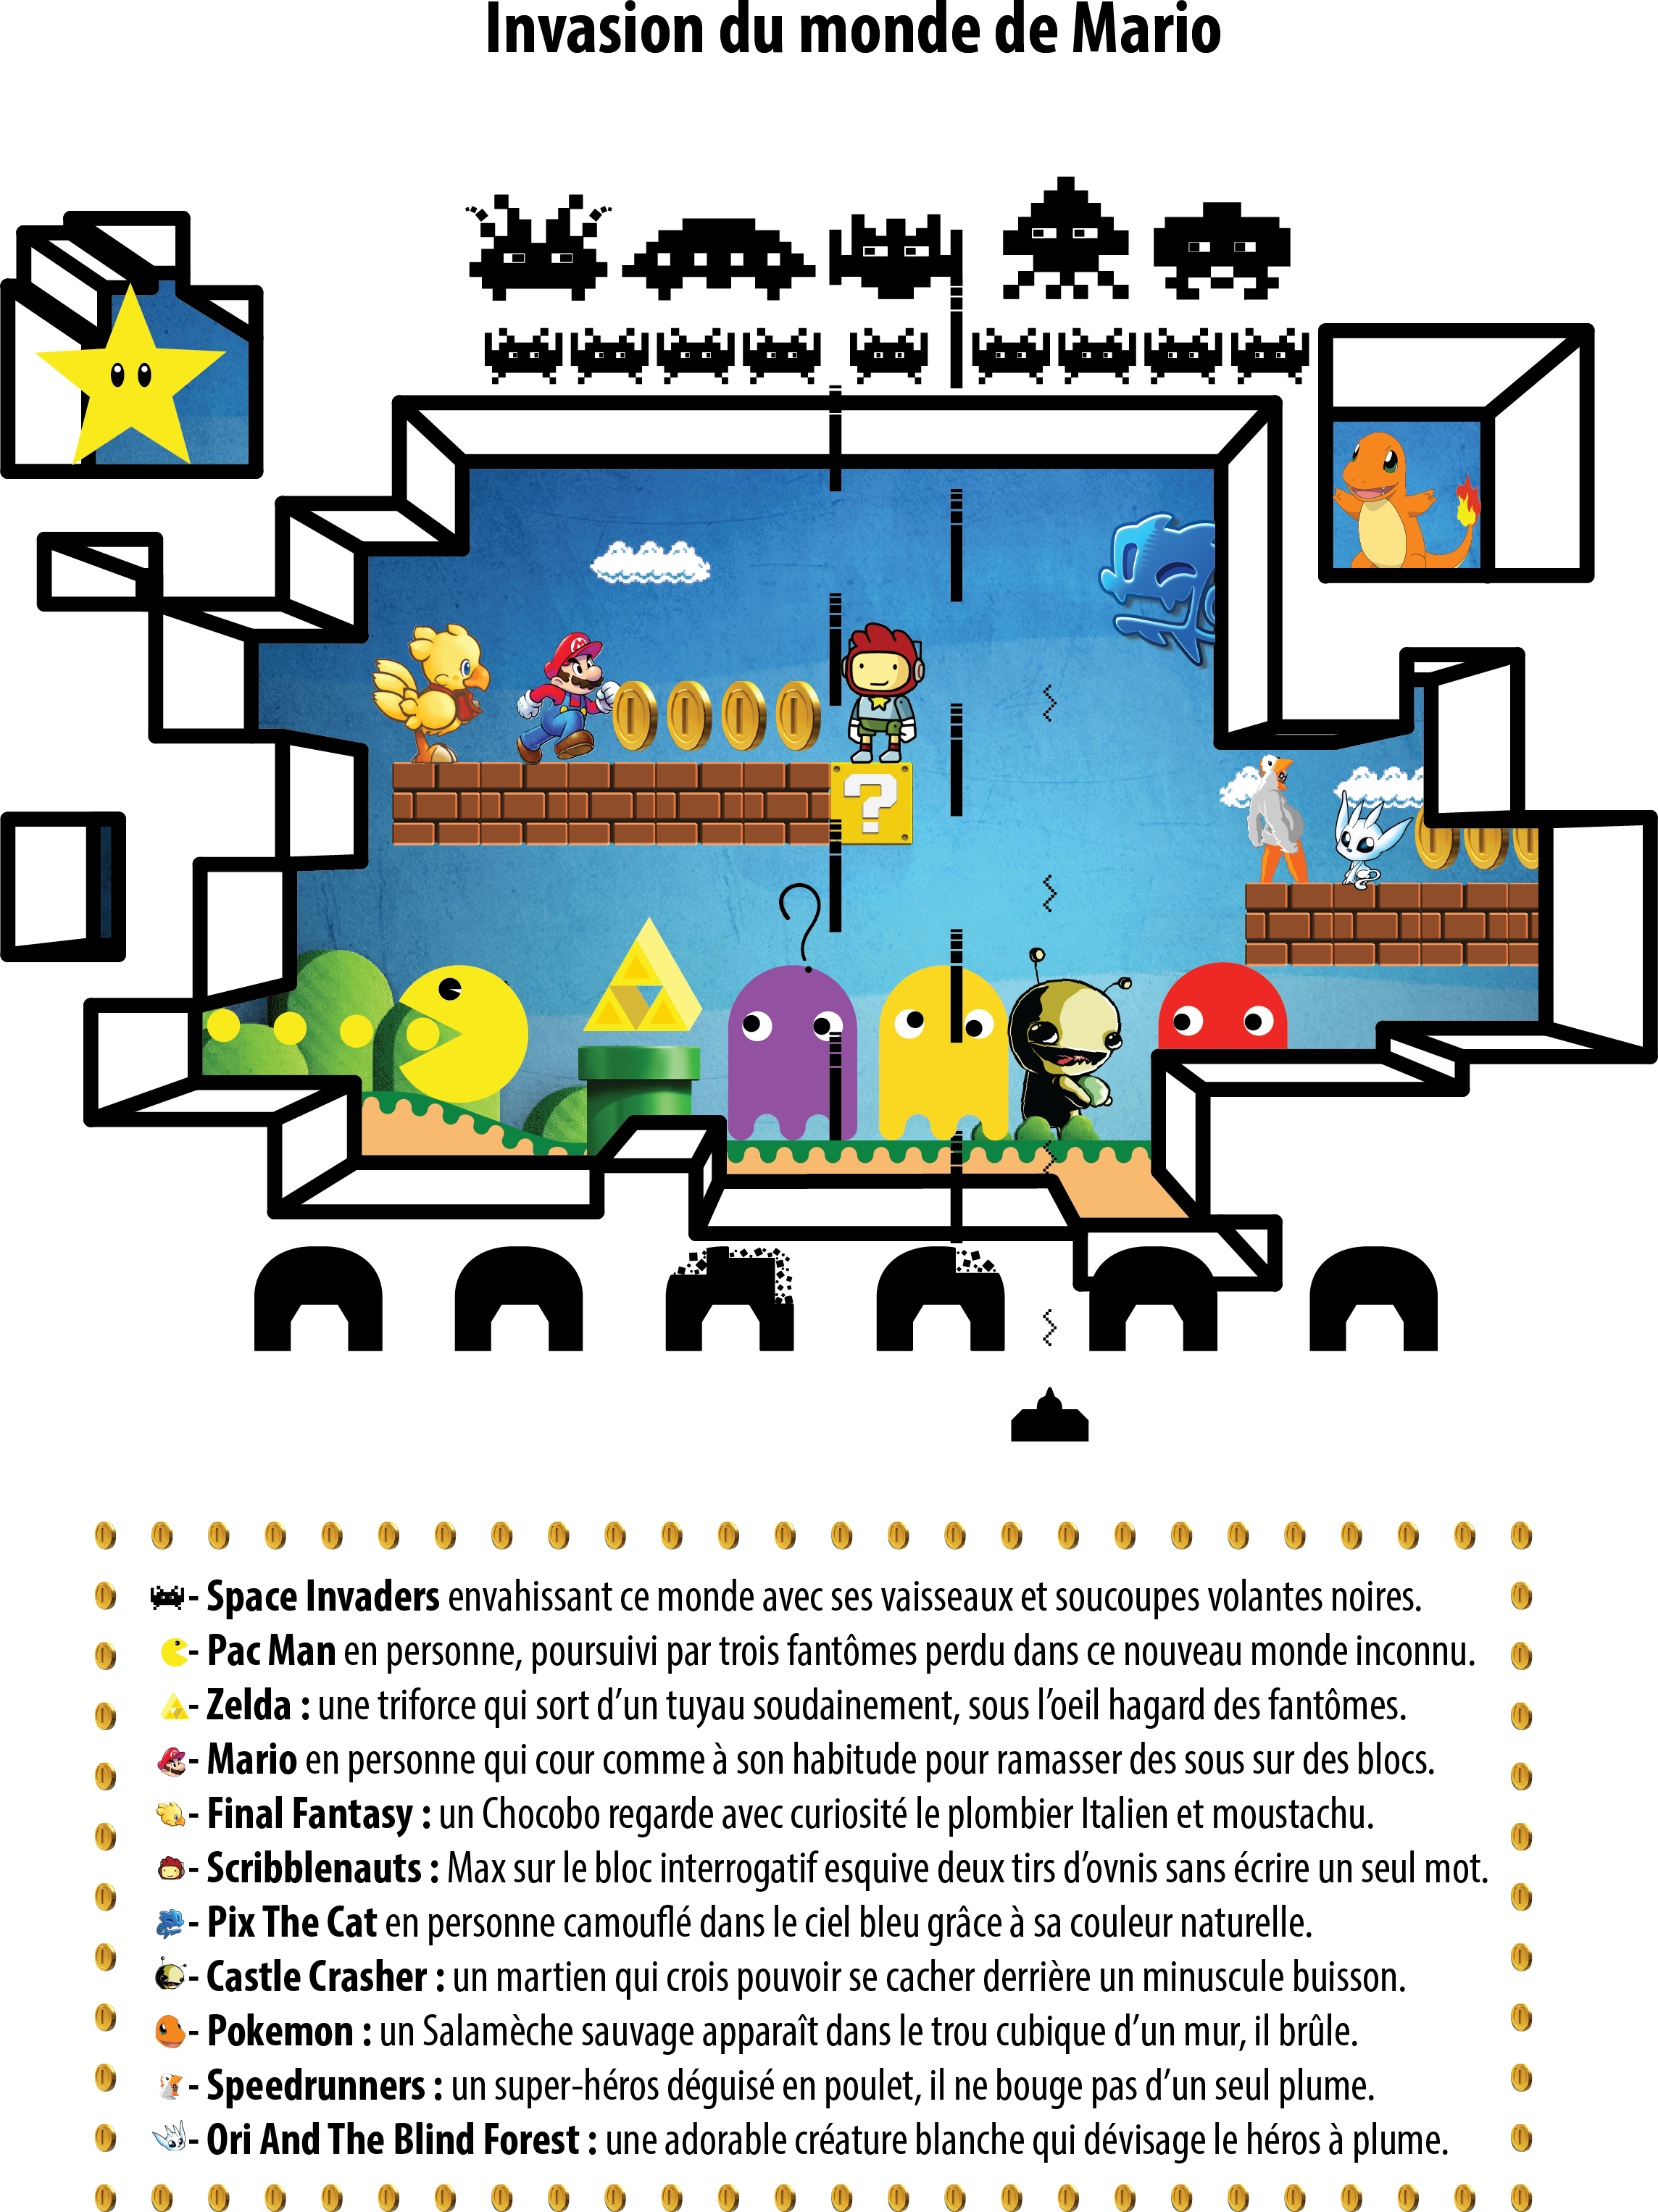 Invasion du monde de Mario
?
- Space Invaders envahissant ce monde avec ses vaisseaux et soucoupes volantes noires.
- Pac Man en personne, poursuivi par trois fantômes perdu dans ce nouveau monde inconnu.
- Zelda : une triforce qui sort d’un tuyau soudainement, sous l’oeil hagard des fantômes.
- Mario en personne qui cour comme à son habitude pour ramasser des sous sur des blocs.
- Final Fantasy : un Chocobo regarde avec curiosité le plombier Italien et moustachu.
- Scribblenauts : Max sur le bloc interrogatif esquive deux tirs d’ovnis sans écrire un seul mot.
- Pix The Cat en personne camouflé dans le ciel bleu grâce à sa couleur naturelle.
- Castle Crasher : un martien qui crois pouvoir se cacher derrière un minuscule buisson.
- Pokemon : un Salamèche sauvage apparaît dans le trou cubique d’un mur, il brûle.
- Speedrunners : un super-héros déguisé en poulet, il ne bouge pas d’un seul plume.
- Ori And The Blind Forest : une adorable créature blanche qui dévisage le héros à plume.